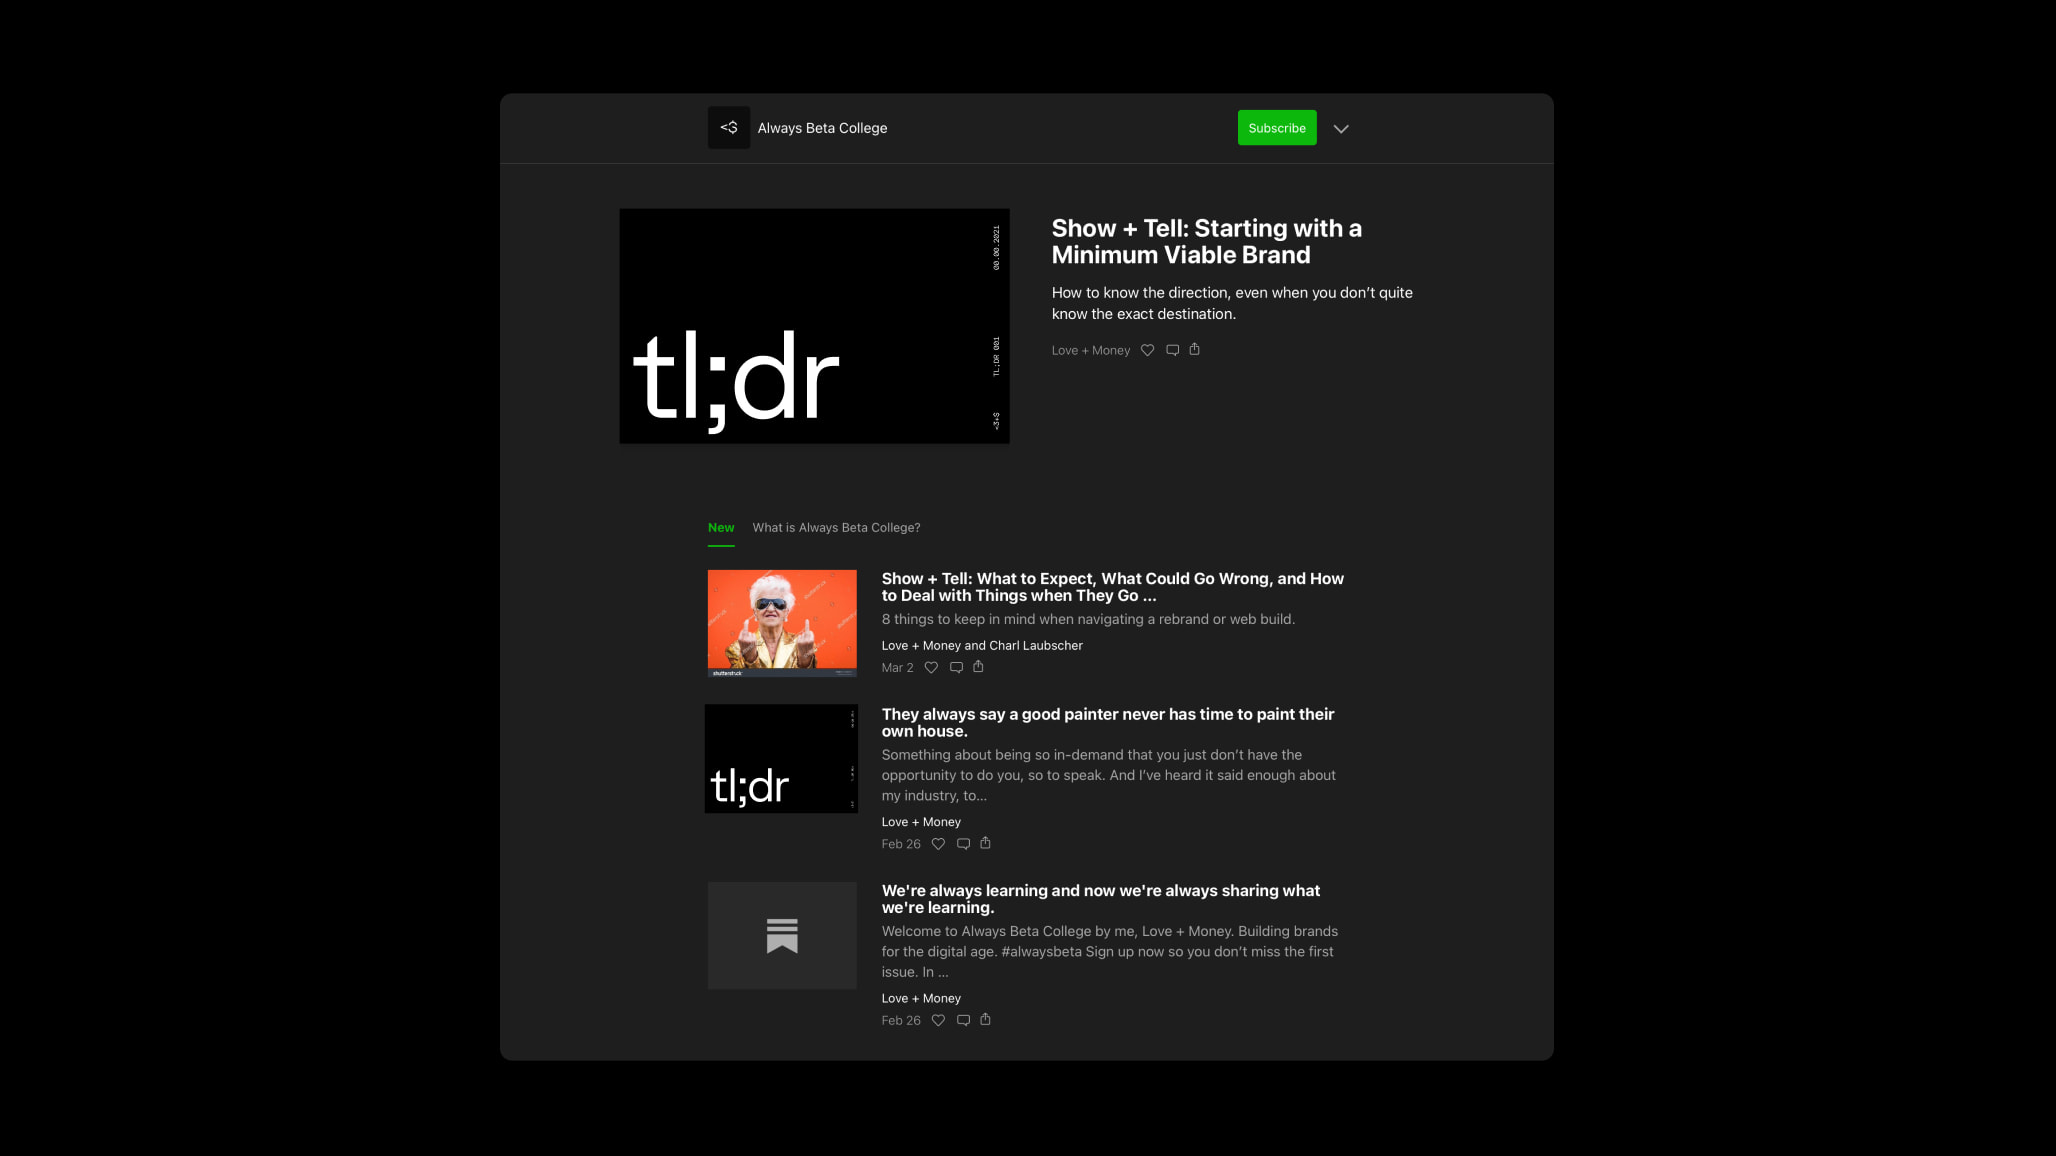 <$
Always Beta College
Subscribe
00.00.2021
TL;DR 001
<3+$
tl;dr
Show + Tell: Starting with a
Minimum Viable Brand
How to know the direction, even when you don’t quite
know the exact destination.
Love + Money
New
What is Always Beta College?
shutterstock
Show + Tell: What to Expect, What Could Go Wrong, and How
to Deal with Things when They Go ...
8 things to keep in mind when navigating a rebrand or web build.
Love + Money and Charl Laubscher
Mar 2
tl;dr
They always say a good painter never has time to paint their
own house.
Something about being so in-demand that you just don’t have the
opportunity to do you, so to speak. And I’ve heard it said enough about
my industry, to...
Love + Money
Feb 26
We're always learning and now we're always sharing what
we're learning.
Welcome to Always Beta College by me, Love + Money. Building brands
for the digital age. #alwaysbeta Sign up now so you don’t miss the first
issue. In ...
Love + Money
Feb 26